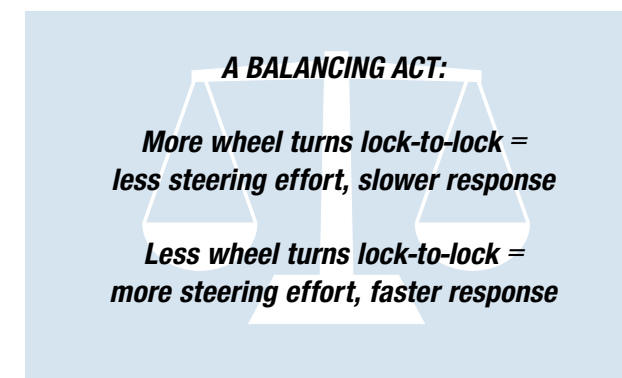 A BALANCING ACT:
More wheel turns lock-to-lock =
less steering effort, slower response
Less wheel turns lock-to-lock =
more steering effort, faster response